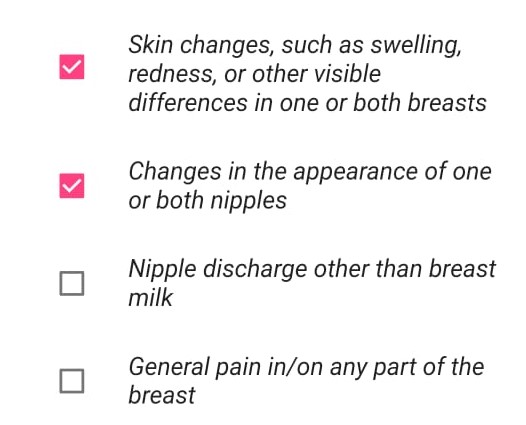 Skin changes, such as swelling,
redness, or other visible
differences in one or both breasts
Changes in the appearance of one
or both nipples
Nipple discharge other than breast
milk
General pain in/on any part of the
breast